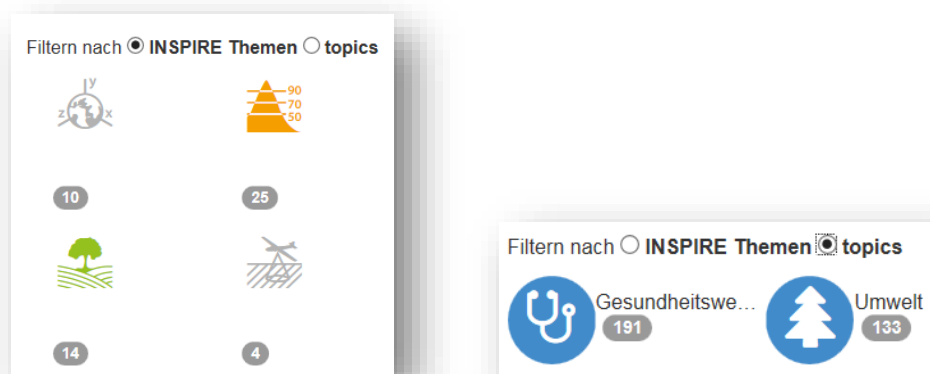 Filtern nach INSPIRE Themen topics
y
z x
90
70
50
10 25
14 4
Filtern nach INSPIRE Themen topics
Gesundheitswe... Umwelt
191 133